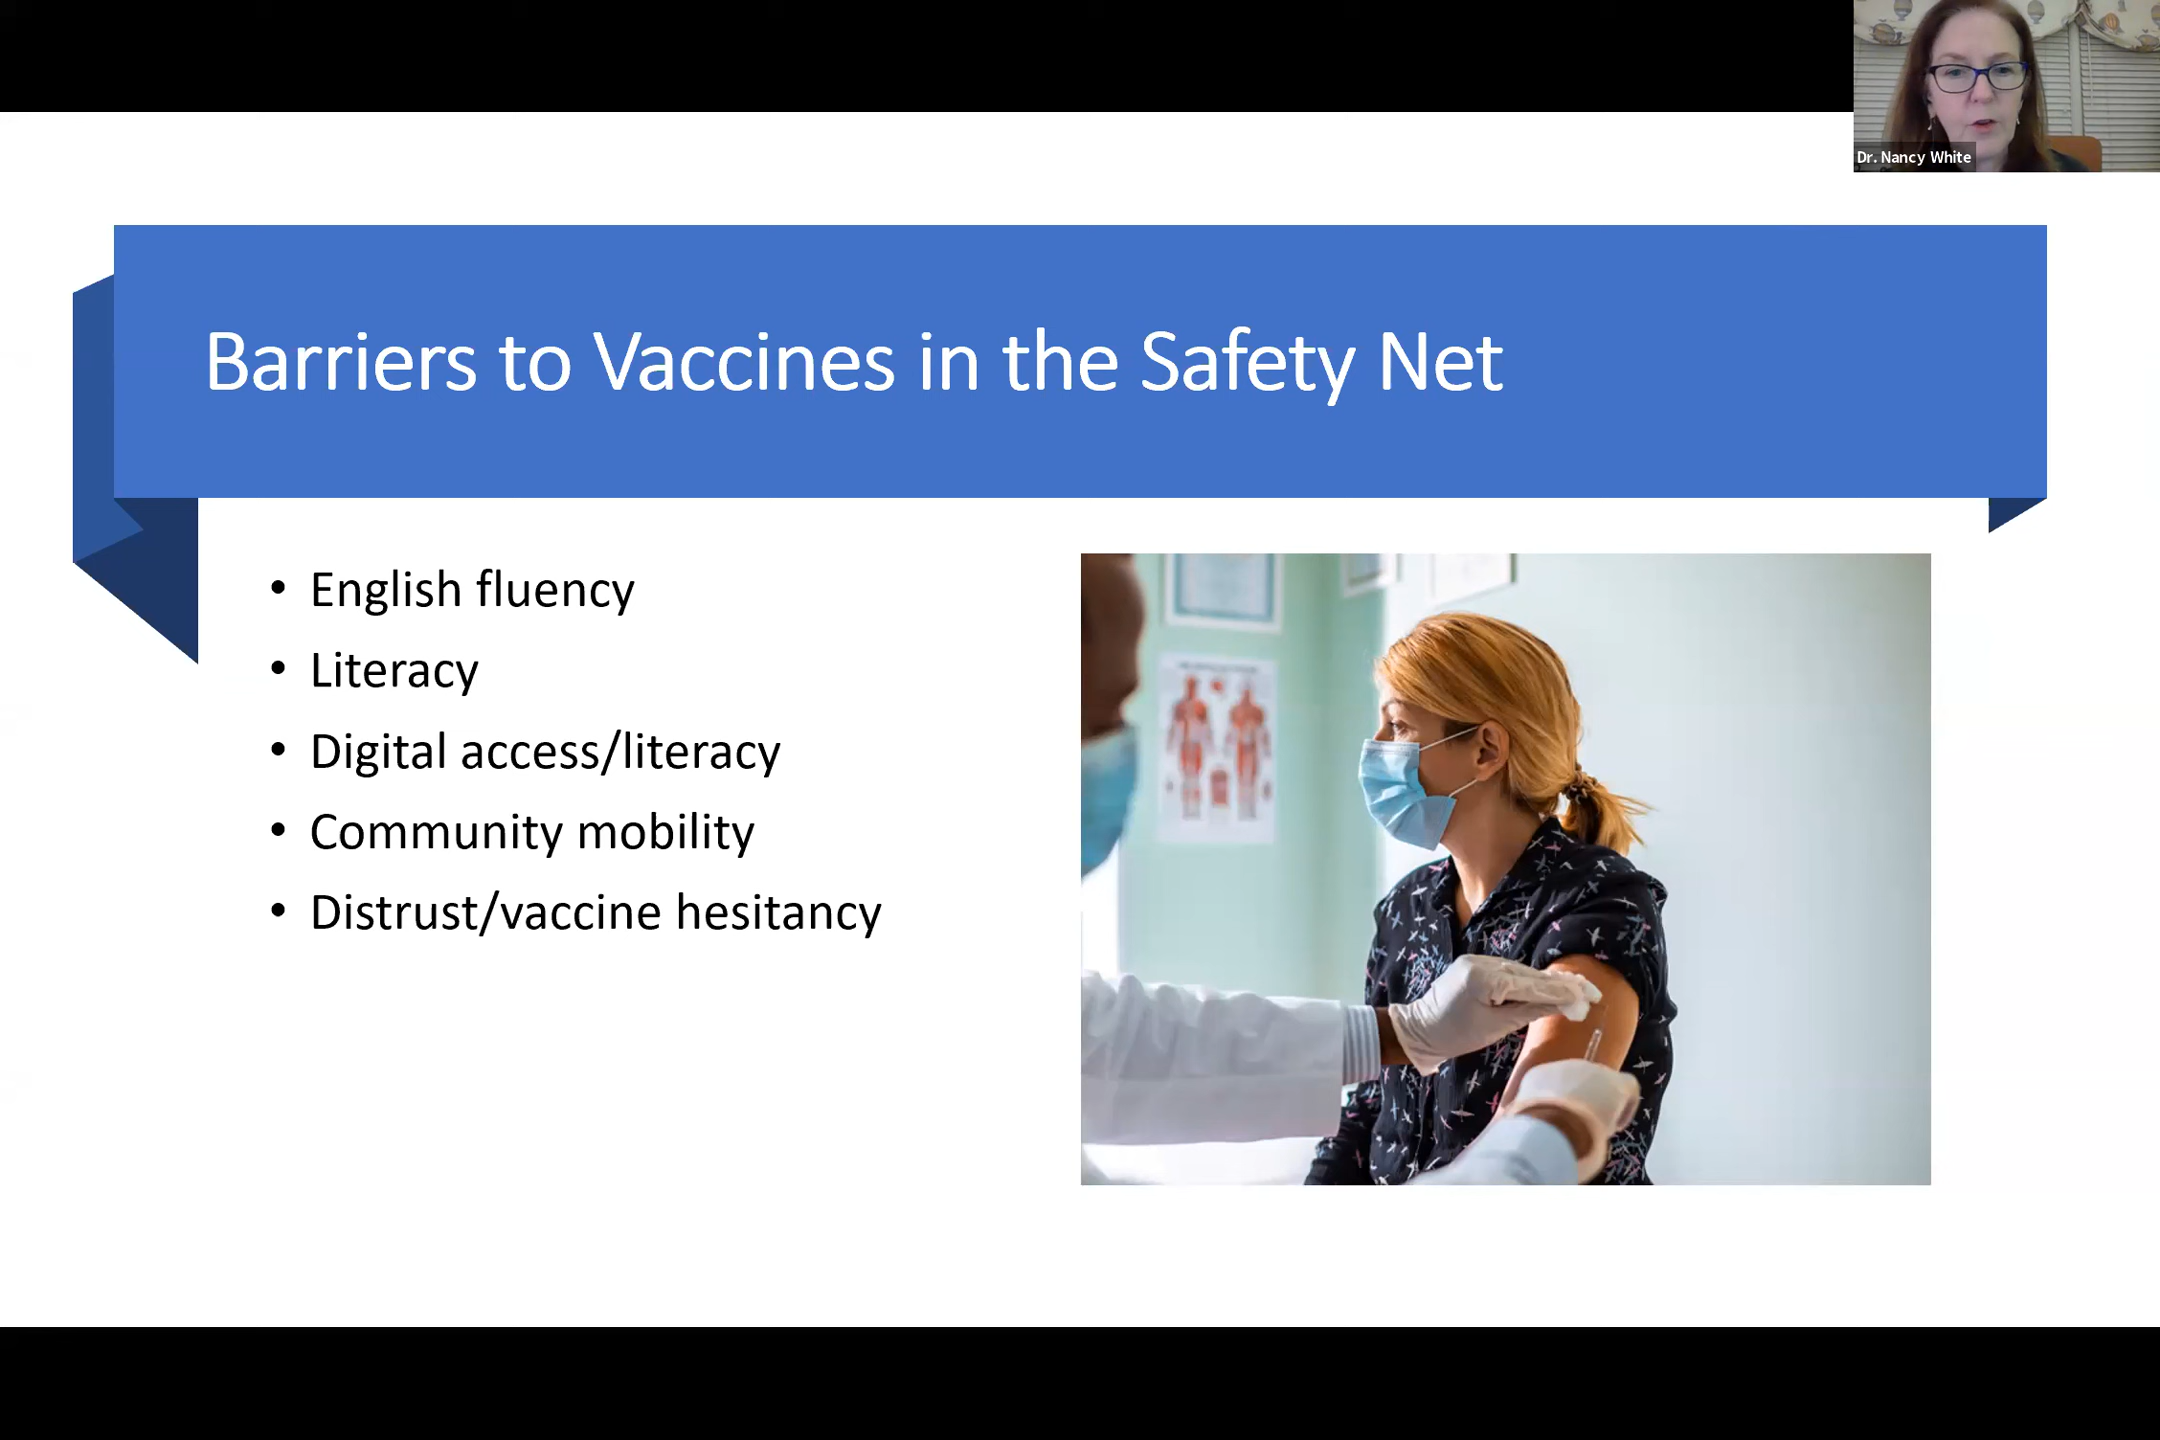 Dr. Nancy White
Barriers to Vaccines in the Safety Net
• English fluency
• Literacy
• Digital access/literacy
• Community mobility
• Distrust/vaccine hesitancy